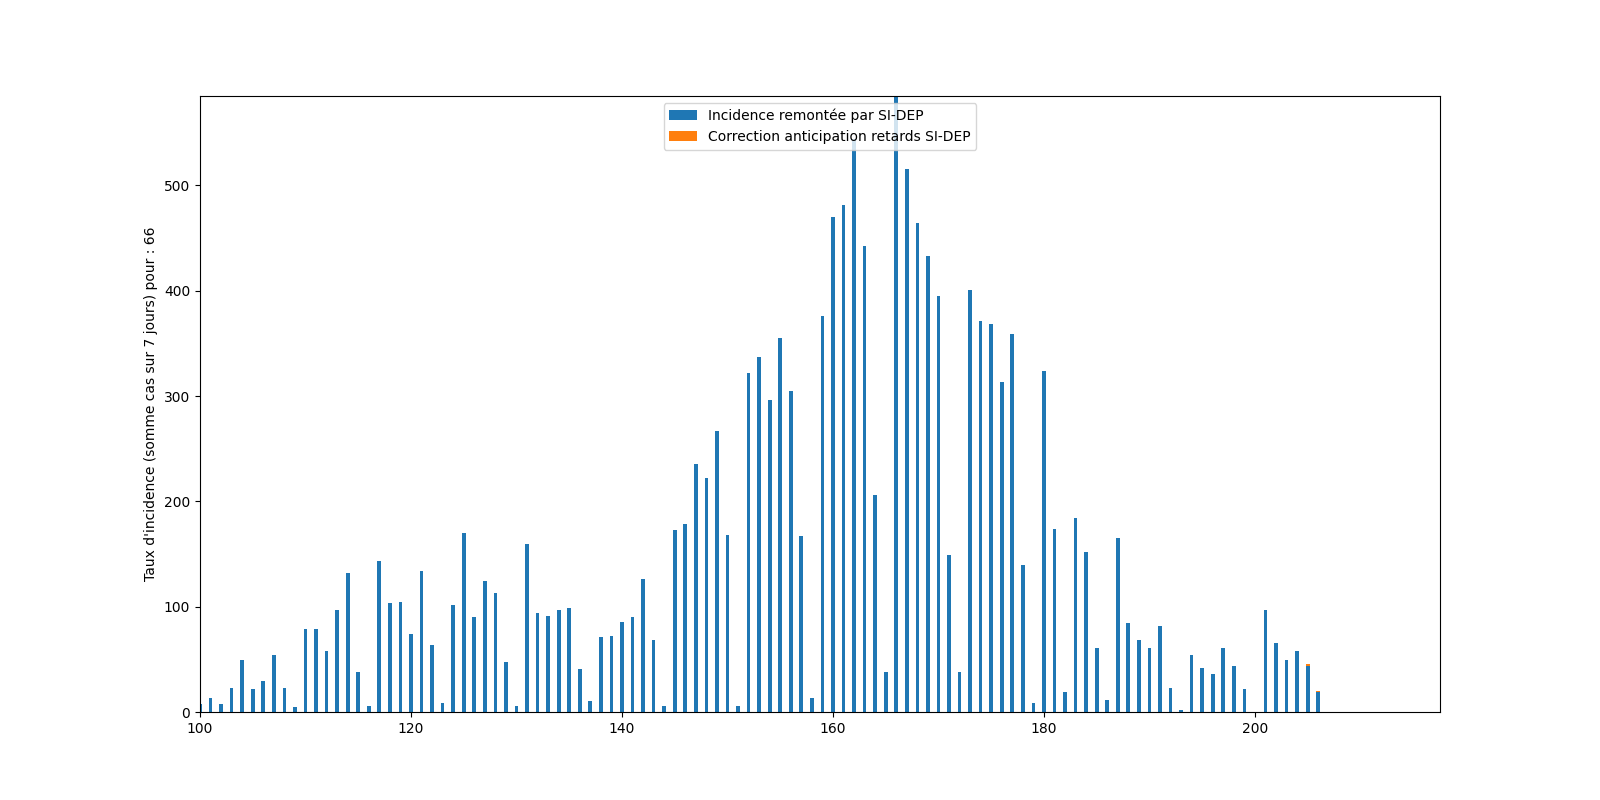 Incidence remontée par SI-DEP
Correction anticipation retards SI-DEP
Taux d'incidence (somme cas sur 7 jours) pour : 66
500
400
300
200
100
0
100 120 140 160 180 200